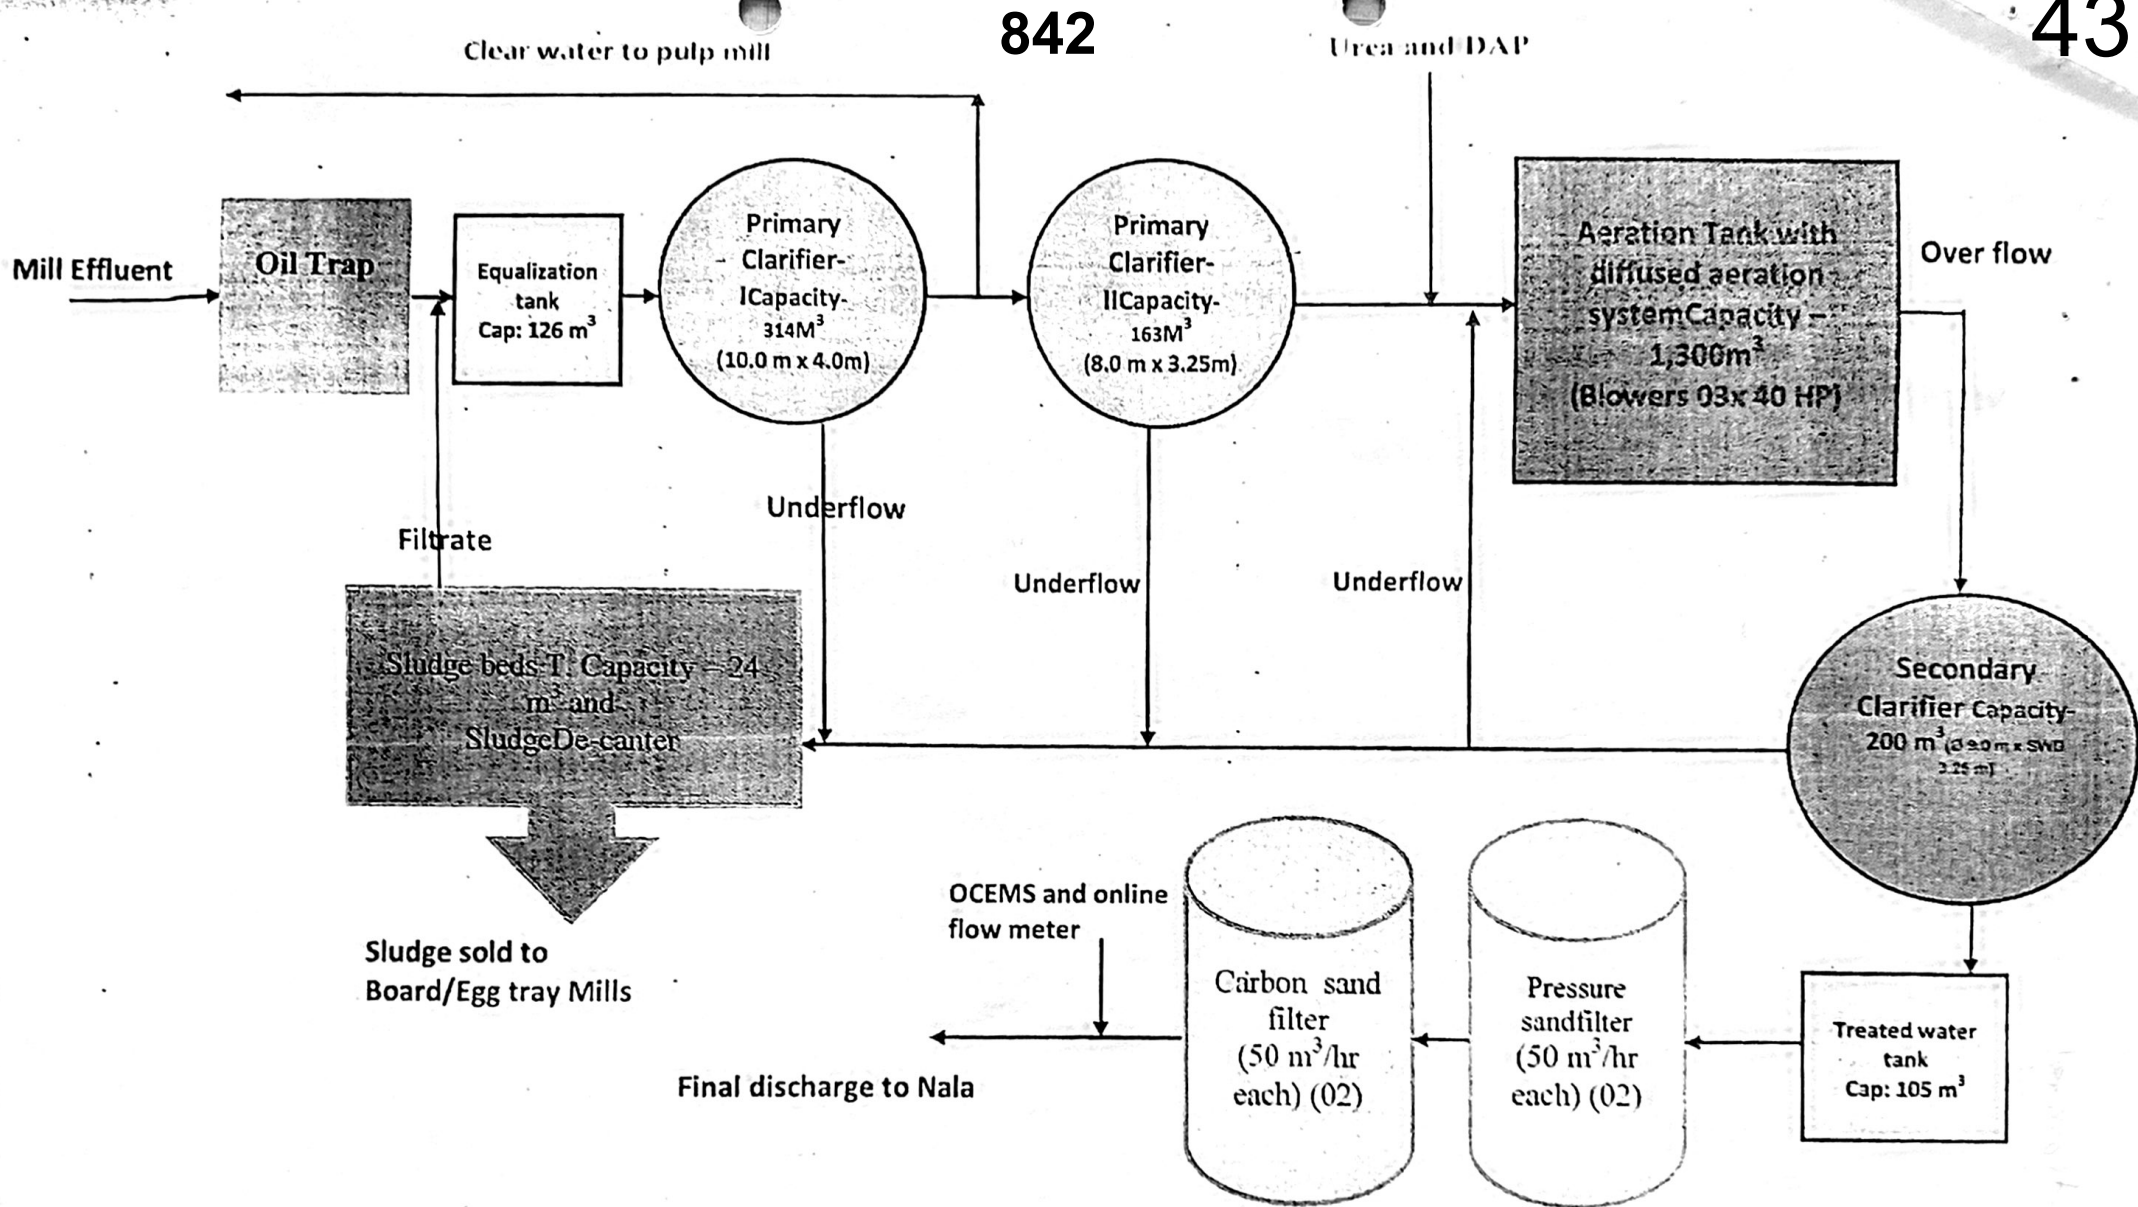 842
43
Clear water to pulp mill
Urea and DAP
Mill Effluent
Oil Trap
Equalization
tank
Cap: 126 m³
Primary
Clarifier-
ICapacity-
314M³
(10.0 m x 4.0m)
Primary
Clarifier-
IICapacity-
163M³
(8.0 m x 3.25m)
Aeration Tank with
diffused aeration
systemCapacity –
1,300m³
(Blowers 03x 40 HP)
Over flow
Filtrate
Underflow
Underflow
Underflow
Sludge beds T. Capacity – 24
m³ and
SludgeDe-canter
Secondary
Clarifier Capacity-
200 m³ (Ø 9.0 m x SWD
3.25 m)
Sludge sold to
Board/Egg tray Mills
OCEMS and online
flow meter
Final discharge to Nala
Carbon sand
filter
(50 m³/hr
each) (02)
Pressure
sandfilter
(50 m³/hr
each) (02)
Treated water
tank
Cap: 105 m³